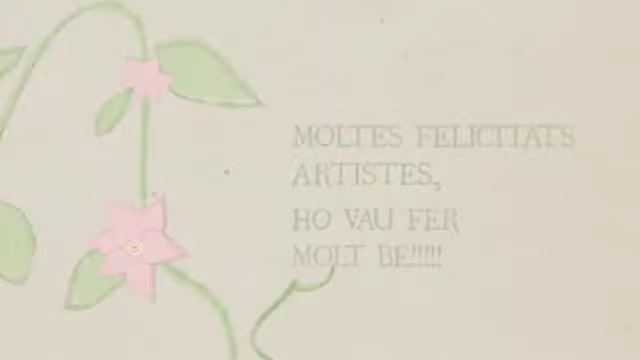 MOLTES FELICITATS
ARTISTES,
HO VAU FER
MOLT BE!!!!!